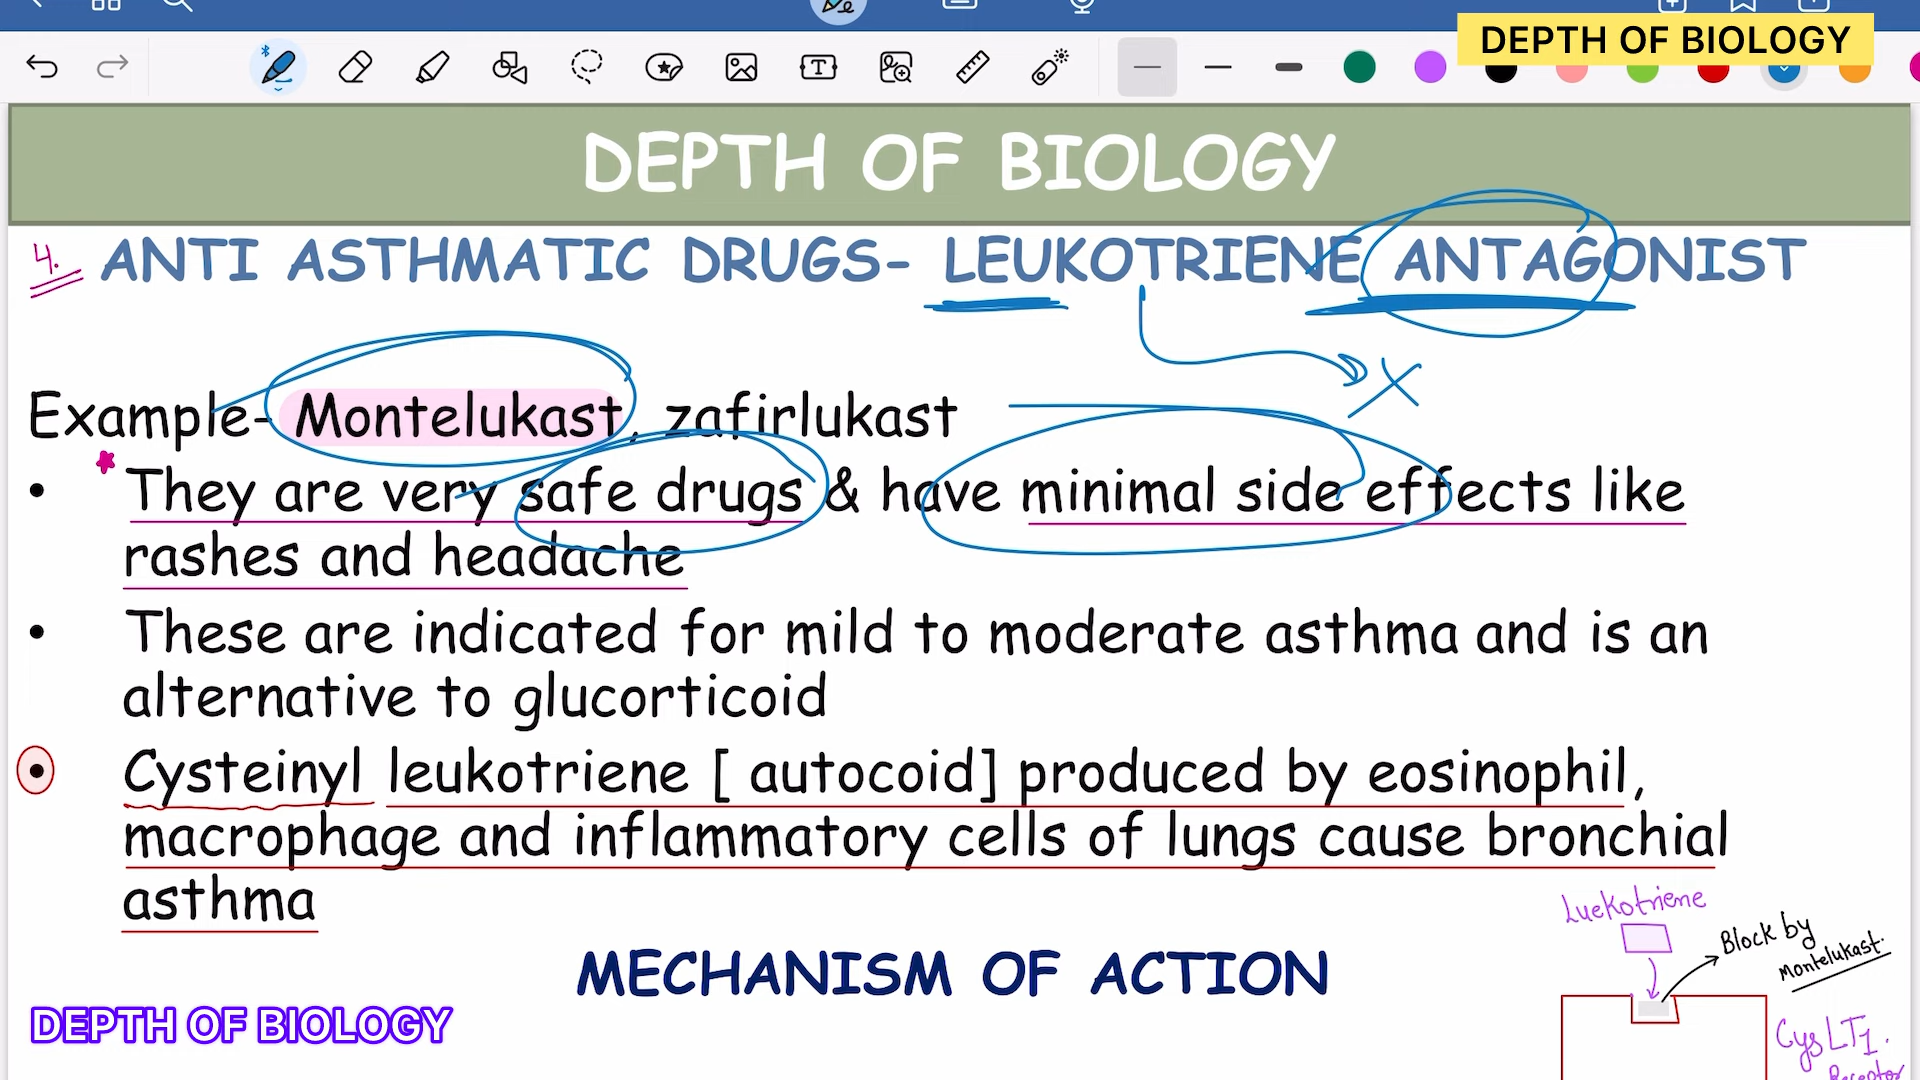 DEPTH OF BIOLOGY
DEPTH OF BIOLOGY
4. ANTI ASTHMATIC DRUGS- LEUKOTRIENE ANTAGONIST
X
Example- Montelukast, zafirlukast
• They are very safe drugs & have minimal side effects like
rashes and headache
• These are indicated for mild to moderate asthma and is an
alternative to glucorticoid
• Cysteinyl leukotriene [ autocoid] produced by eosinophil,
macrophage and inflammatory cells of lungs cause bronchial
asthma
Luekotriene
Block by
Montelukast.
MECHANISM OF ACTION
DEPTH OF BIOLOGY
CysLT1.
Receptor